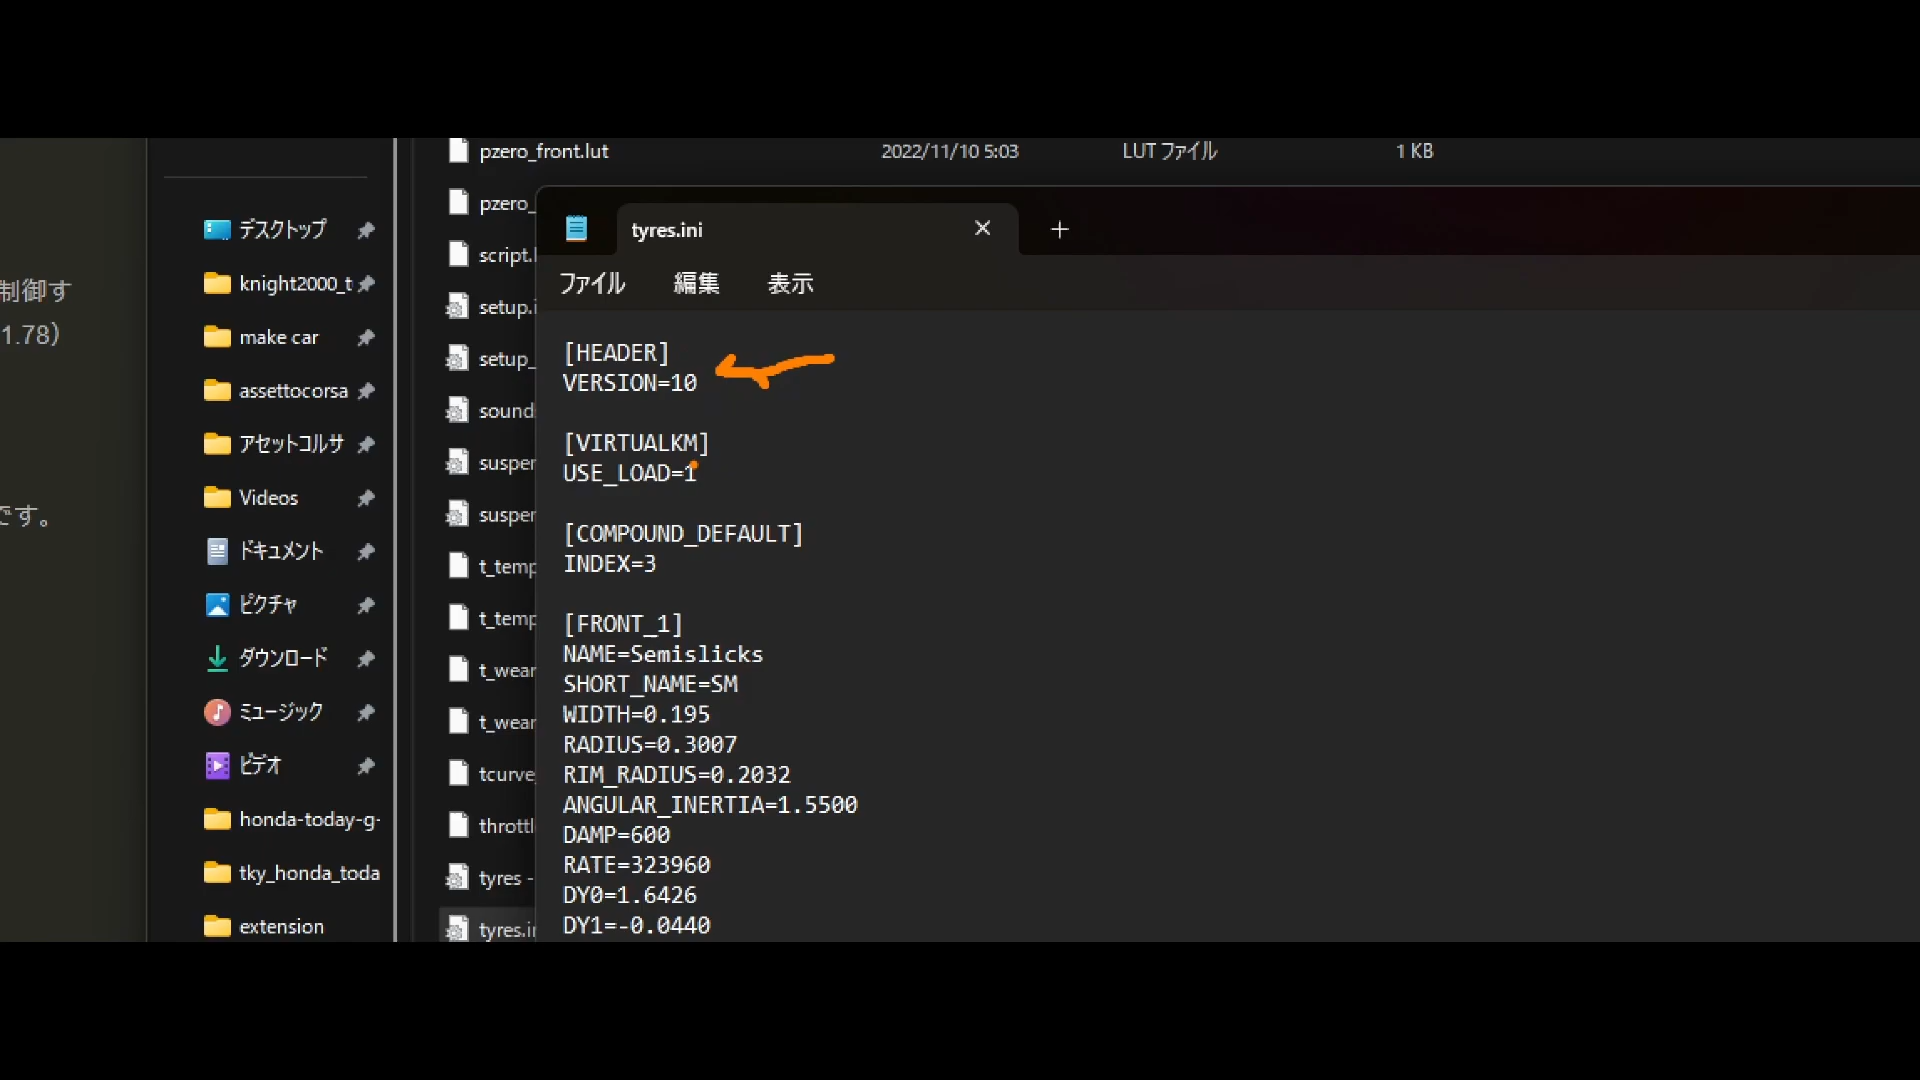 制御す
1.78)
です。
デスクトップ
knight2000_t
make car
assettocorsa
アセットコルサ
Videos
ドキュメント
ピクチャ
ダウンロード
ミュージック
ビデオ
honda-today-g-
tky_honda_toda
extension
pzero_front.lut 2022/11/10 5:03 LUT ファイル 1 KB
pzero_
script.l
setup.i
setup_
sound
susper
susper
t_temp
t_temp
t_wear
t_wear
tcurve_
throttl
tyres -
tyres.in
tyres.ini
ファイル 編集 表示
[HEADER]
VERSION=10
[VIRTUALKM]
USE_LOAD=1
[COMPOUND_DEFAULT]
INDEX=3
[FRONT_1]
NAME=Semislicks
SHORT_NAME=SM
WIDTH=0.195
RADIUS=0.3007
RIM_RADIUS=0.2032
ANGULAR_INERTIA=1.5500
DAMP=600
RATE=323960
DY0=1.6426
DY1=-0.0440